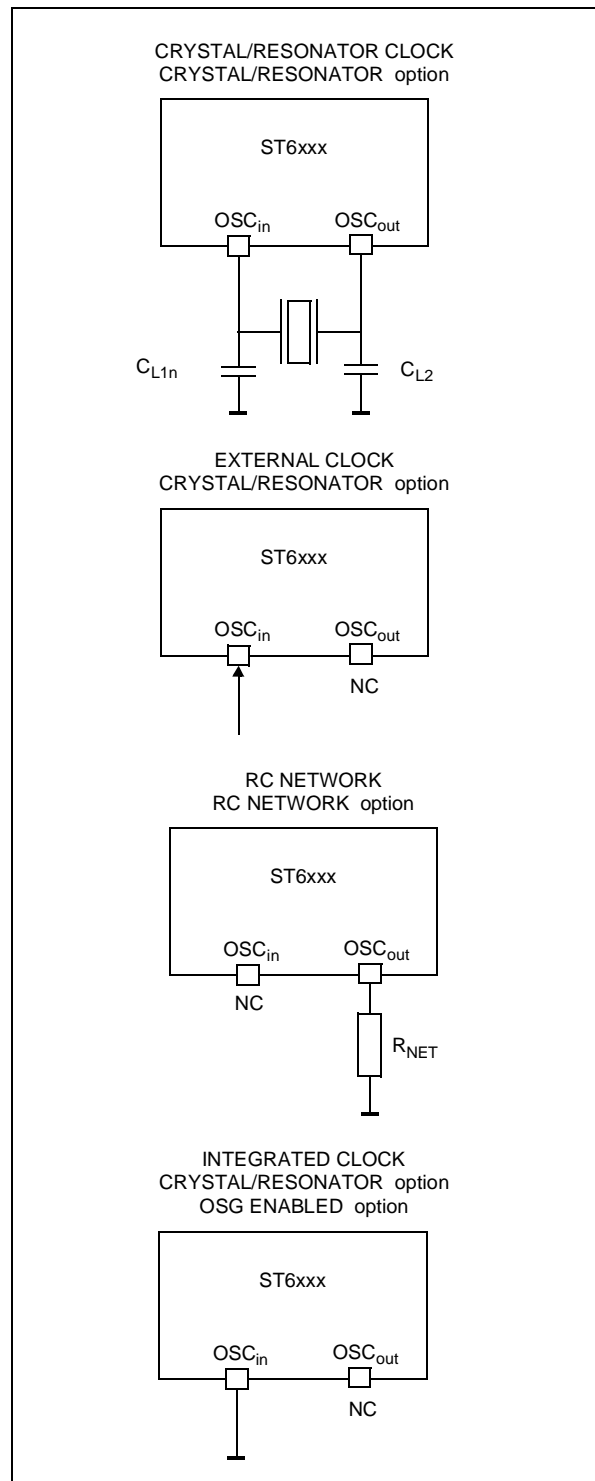 CRYSTAL/RESONATOR CLOCK
CRYSTAL/RESONATOR option
ST6xxx
OSCin OSCout
CL1n CL2
EXTERNAL CLOCK
CRYSTAL/RESONATOR option
ST6xxx
OSCin OSCout
NC
RC NETWORK
RC NETWORK option
ST6xxx
OSCin OSCout
NC
RNET
INTEGRATED CLOCK
CRYSTAL/RESONATOR option
OSG ENABLED option
ST6xxx
OSCin OSCout
NC